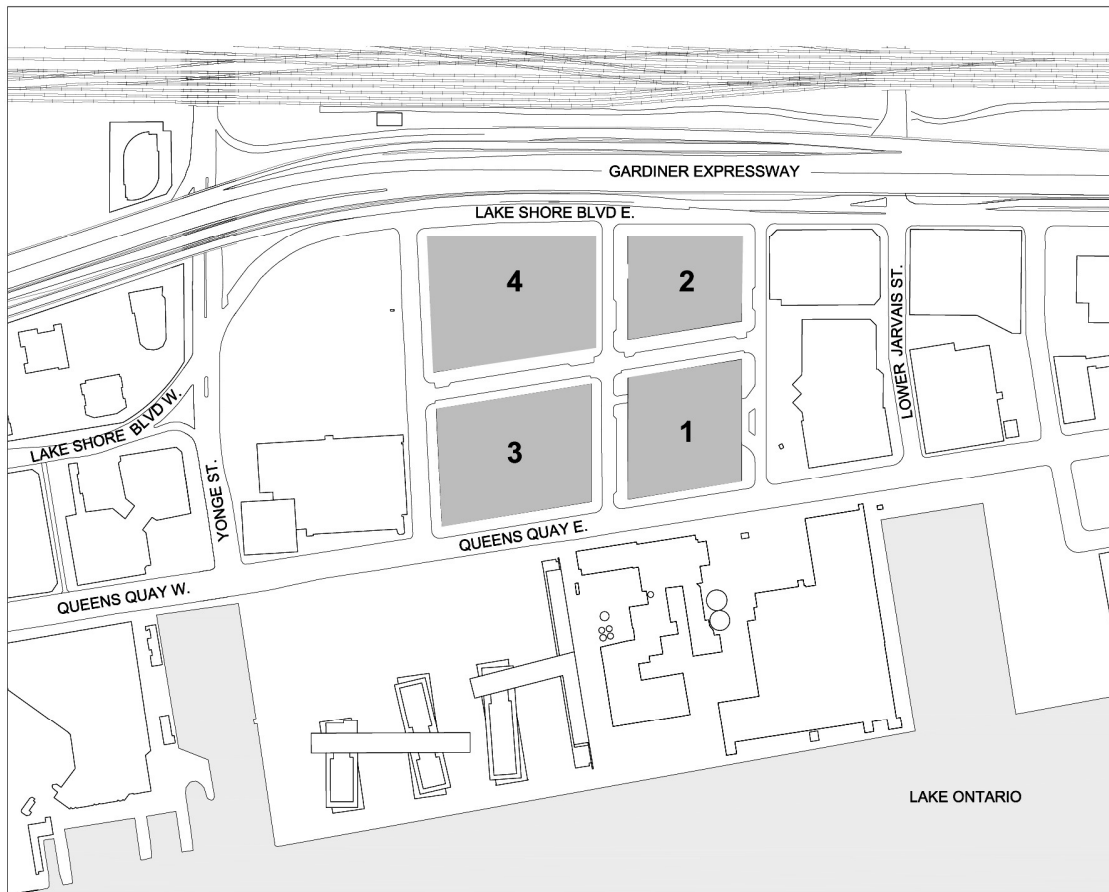 GARDINER EXPRESSWAY
LAKE SHORE BLVD E.
4
2
LOWER JARVAIS ST.
LAKE SHORE BLVD W.
3
1
YONGE ST.
QUEENS QUAY E.
QUEENS QUAY W.
LAKE ONTARIO